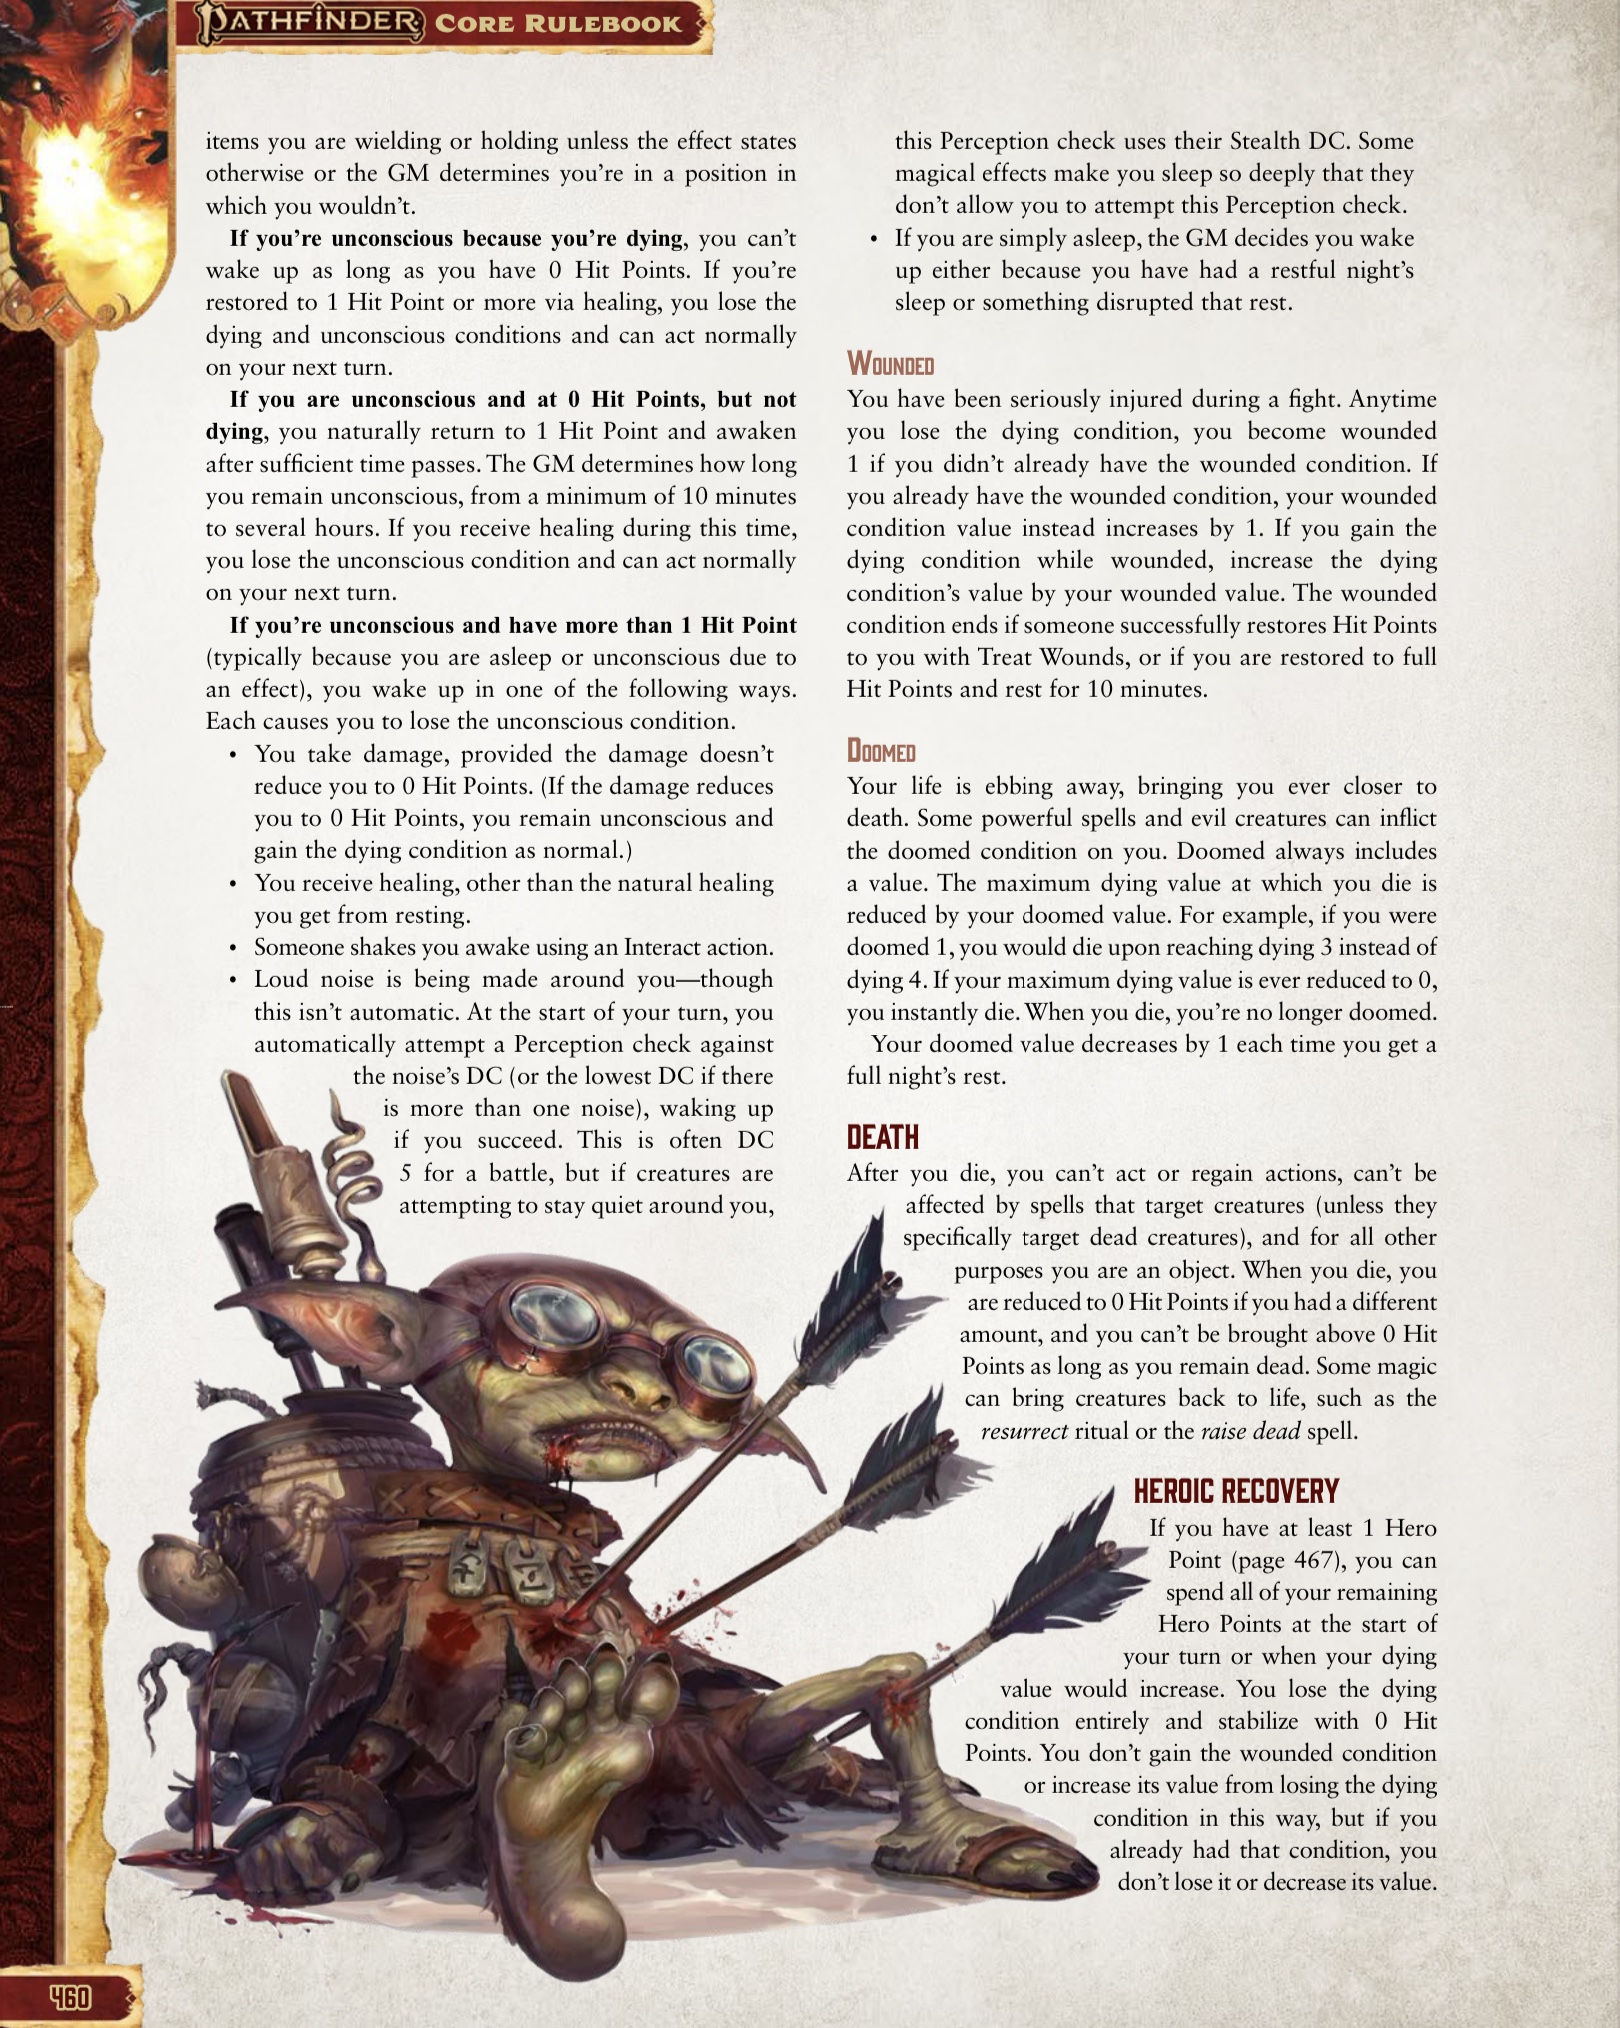 PATHFINDER CORE RULEBOOK
items you are wielding or holding unless the effect states
otherwise or the GM determines you’re in a position in
which you wouldn’t.
If you’re unconscious because you’re dying, you can’t
wake up as long as you have 0 Hit Points. If you’re
restored to 1 Hit Point or more via healing, you lose the
dying and unconscious conditions and can act normally
on your next turn.
If you are unconscious and at 0 Hit Points, but not
dying, you naturally return to 1 Hit Point and awaken
after sufficient time passes. The GM determines how long
you remain unconscious, from a minimum of 10 minutes
to several hours. If you receive healing during this time,
you lose the unconscious condition and can act normally
on your next turn.
If you’re unconscious and have more than 1 Hit Point
(typically because you are asleep or unconscious due to
an effect), you wake up in one of the following ways.
Each causes you to lose the unconscious condition.
• You take damage, provided the damage doesn’t
reduce you to 0 Hit Points. (If the damage reduces
you to 0 Hit Points, you remain unconscious and
gain the dying condition as normal.)
• You receive healing, other than the natural healing
you get from resting.
• Someone shakes you awake using an Interact action.
• Loud noise is being made around you—though
this isn’t automatic. At the start of your turn, you
automatically attempt a Perception check against
the noise’s DC (or the lowest DC if there
is more than one noise), waking up
if you succeed. This is often DC
5 for a battle, but if creatures are
attempting to stay quiet around you,
this Perception check uses their Stealth DC. Some
magical effects make you sleep so deeply that they
don’t allow you to attempt this Perception check.
• If you are simply asleep, the GM decides you wake
up either because you have had a restful night’s
sleep or something disrupted that rest.
WOUNDED
You have been seriously injured during a fight. Anytime
you lose the dying condition, you become wounded
1 if you didn’t already have the wounded condition. If
you already have the wounded condition, your wounded
condition value instead increases by 1. If you gain the
dying condition while wounded, increase the dying
condition’s value by your wounded value. The wounded
condition ends if someone successfully restores Hit Points
to you with Treat Wounds, or if you are restored to full
Hit Points and rest for 10 minutes.
DOOMED
Your life is ebbing away, bringing you ever closer to
death. Some powerful spells and evil creatures can inflict
the doomed condition on you. Doomed always includes
a value. The maximum dying value at which you die is
reduced by your doomed value. For example, if you were
doomed 1, you would die upon reaching dying 3 instead of
dying 4. If your maximum dying value is ever reduced to 0,
you instantly die. When you die, you’re no longer doomed.
Your doomed value decreases by 1 each time you get a
full night’s rest.
DEATH
After you die, you can’t act or regain actions, can’t be
affected by spells that target creatures (unless they
specifically target dead creatures), and for all other
purposes you are an object. When you die, you
are reduced to 0 Hit Points if you had a different
amount, and you can’t be brought above 0 Hit
Points as long as you remain dead. Some magic
can bring creatures back to life, such as the
resurrect ritual or the raise dead spell.
HEROIC RECOVERY
If you have at least 1 Hero
Point (page 467), you can
spend all of your remaining
Hero Points at the start of
your turn or when your dying
value would increase. You lose the dying
condition entirely and stabilize with 0 Hit
Points. You don’t gain the wounded condition
or increase its value from losing the dying
condition in this way, but if you
already had that condition, you
don’t lose it or decrease its value.
460